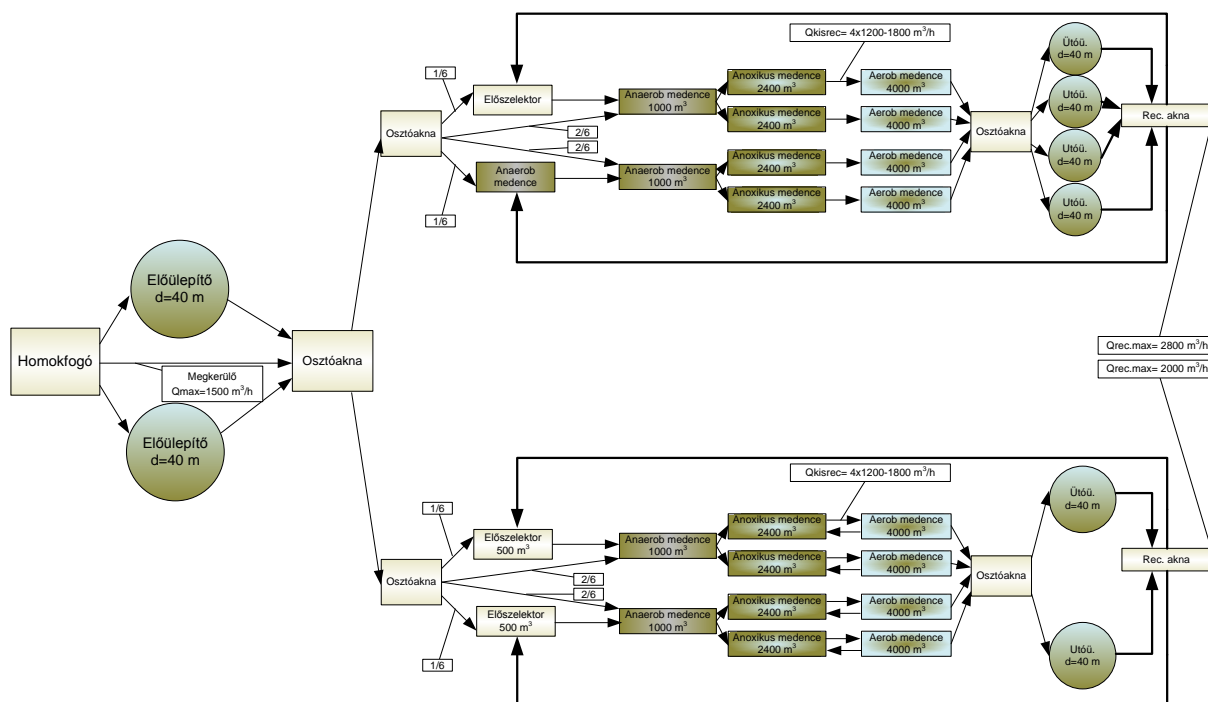 Homokfogó
Előülepítő
d=40 m
Megkerülő
Qmax=1500 m³/h
Előülepítő
d=40 m
Osztóakna
Qkisrec= 4x1200-1800 m³/h
1/6
Osztóakna
1/6
Előszelektor
2/6
2/6
Anaerob
medence
Anaerob medence
1000 m³
Anaerob medence
1000 m³
Anoxikus medence
2400 m³
Anoxikus medence
2400 m³
Anoxikus medence
2400 m³
Anoxikus medence
2400 m³
Aerob medence
4000 m³
Aerob medence
4000 m³
Aerob medence
4000 m³
Aerob medence
4000 m³
Osztóakna
Ütóü.
d=40 m
Utóü.
d=40 m
Utóü.
d=40 m
Utóü.
d=40 m
Rec. akna
Qrec.max= 2800 m³/h
Qrec.max= 2000 m³/h
Qkisrec= 4x1200-1800 m³/h
1/6
Osztóakna
1/6
Előszelektor
500 m³
2/6
2/6
Előszelektor
500 m³
Anaerob medence
1000 m³
Anaerob medence
1000 m³
Anoxikus medence
2400 m³
Anoxikus medence
2400 m³
Anoxikus medence
2400 m³
Anoxikus medence
2400 m³
Aerob medence
4000 m³
Aerob medence
4000 m³
Aerob medence
4000 m³
Aerob medence
4000 m³
Osztóakna
Ütóü.
d=40 m
Utóü.
d=40 m
Rec. akna